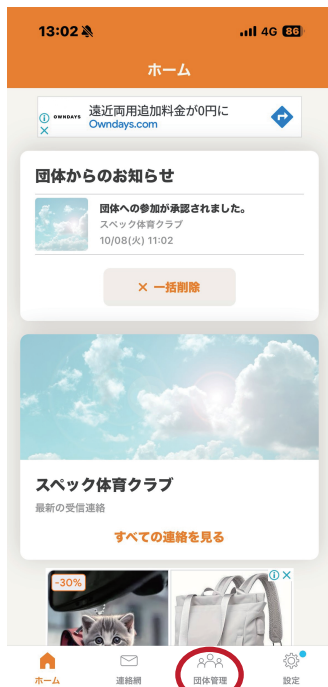 13:02
4G 86
ホーム
OWNDAYS
遠近両用追加料金が0円に
Owndays.com
団体からのお知らせ
団体への参加が承認されました。
スペック体育クラブ
10/08(火) 11:02
× 一括削除
スペック体育クラブ
最新の受信連絡
すべての連絡を見る
-30%
ホーム
連絡網
団体管理
設定